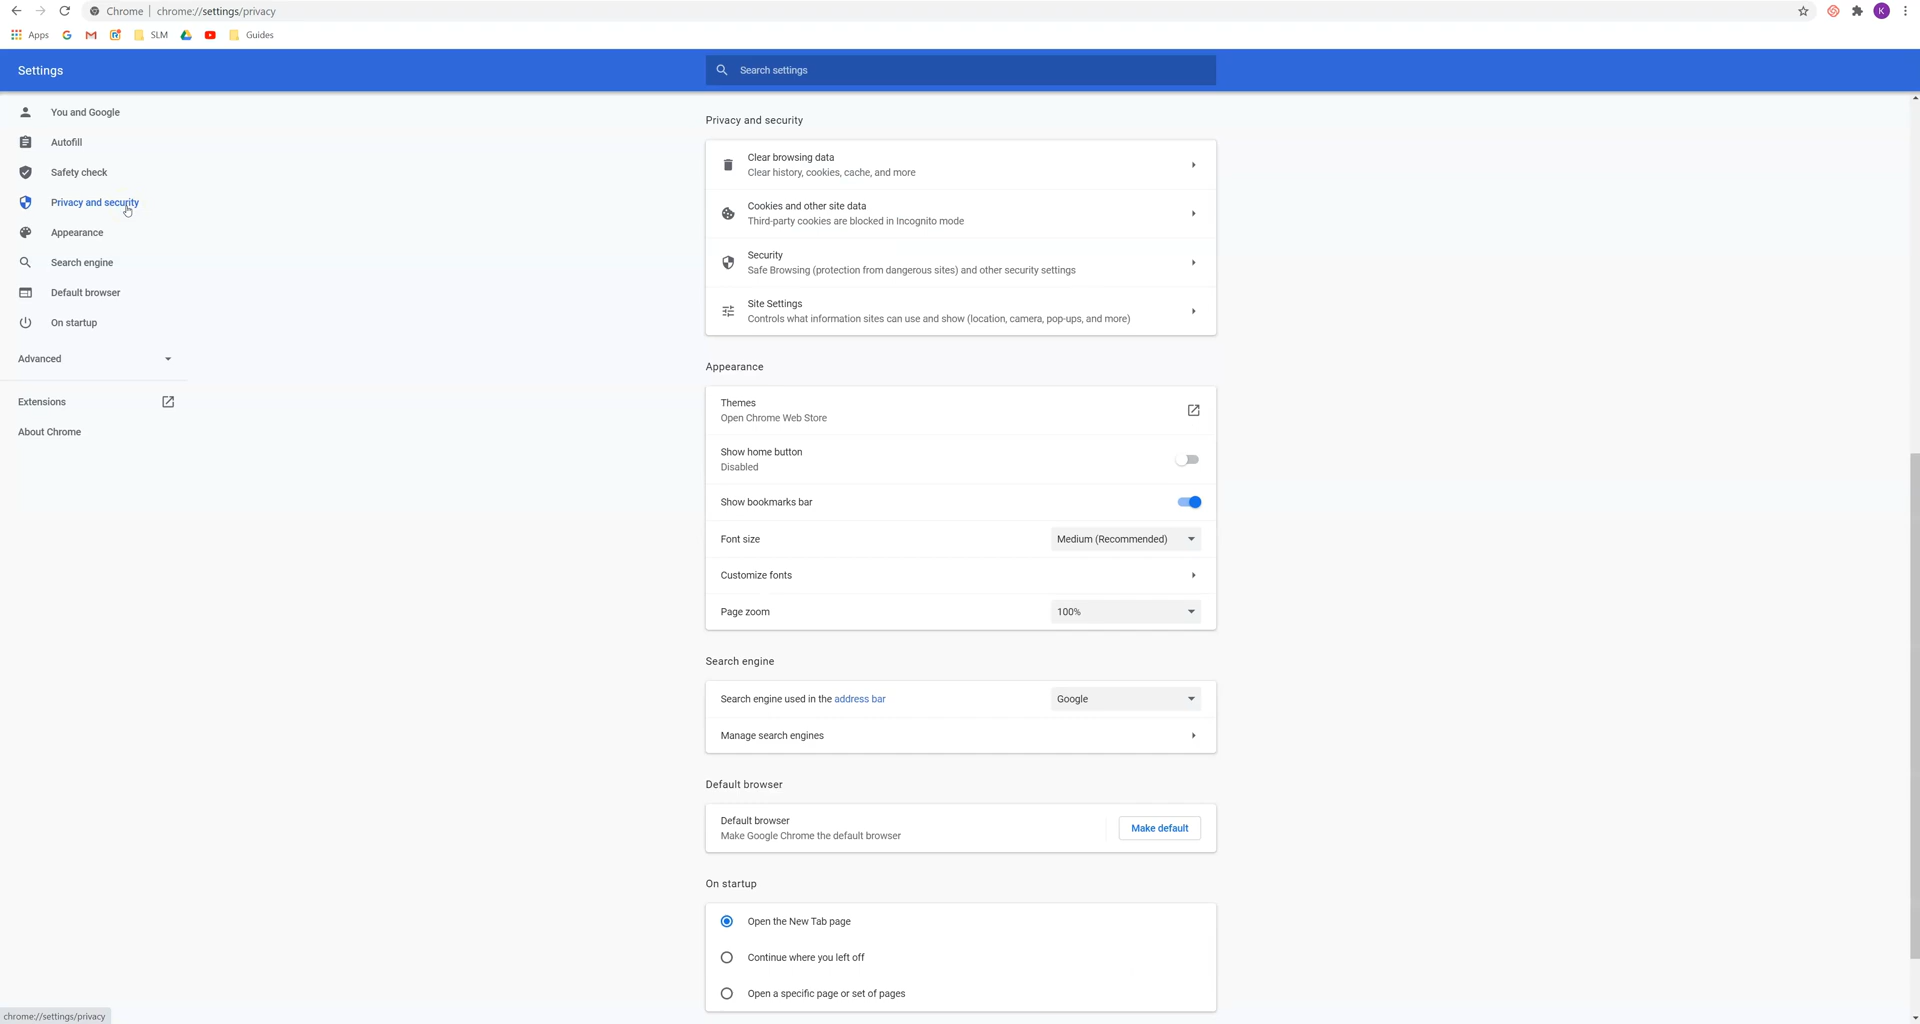 Chrome | chrome://settings/privacy
K
Apps SLM Guides
Settings
Search settings
You and Google
Autofill
Safety check
Privacy and security
Appearance
Search engine
Default browser
On startup
Advanced
Extensions
About Chrome
Privacy and security
Clear browsing data
Clear history, cookies, cache, and more
Cookies and other site data
Third-party cookies are blocked in Incognito mode
Security
Safe Browsing (protection from dangerous sites) and other security settings
Site Settings
Controls what information sites can use and show (location, camera, pop-ups, and more)
Appearance
Themes
Open Chrome Web Store
Show home button
Disabled
Show bookmarks bar
Font size Medium (Recommended)
Customize fonts
Page zoom 100%
Search engine
Search engine used in the address bar Google
Manage search engines
Default browser
Default browser
Make Google Chrome the default browser
Make default
On startup
Open the New Tab page
Continue where you left off
Open a specific page or set of pages
chrome://settings/privacy